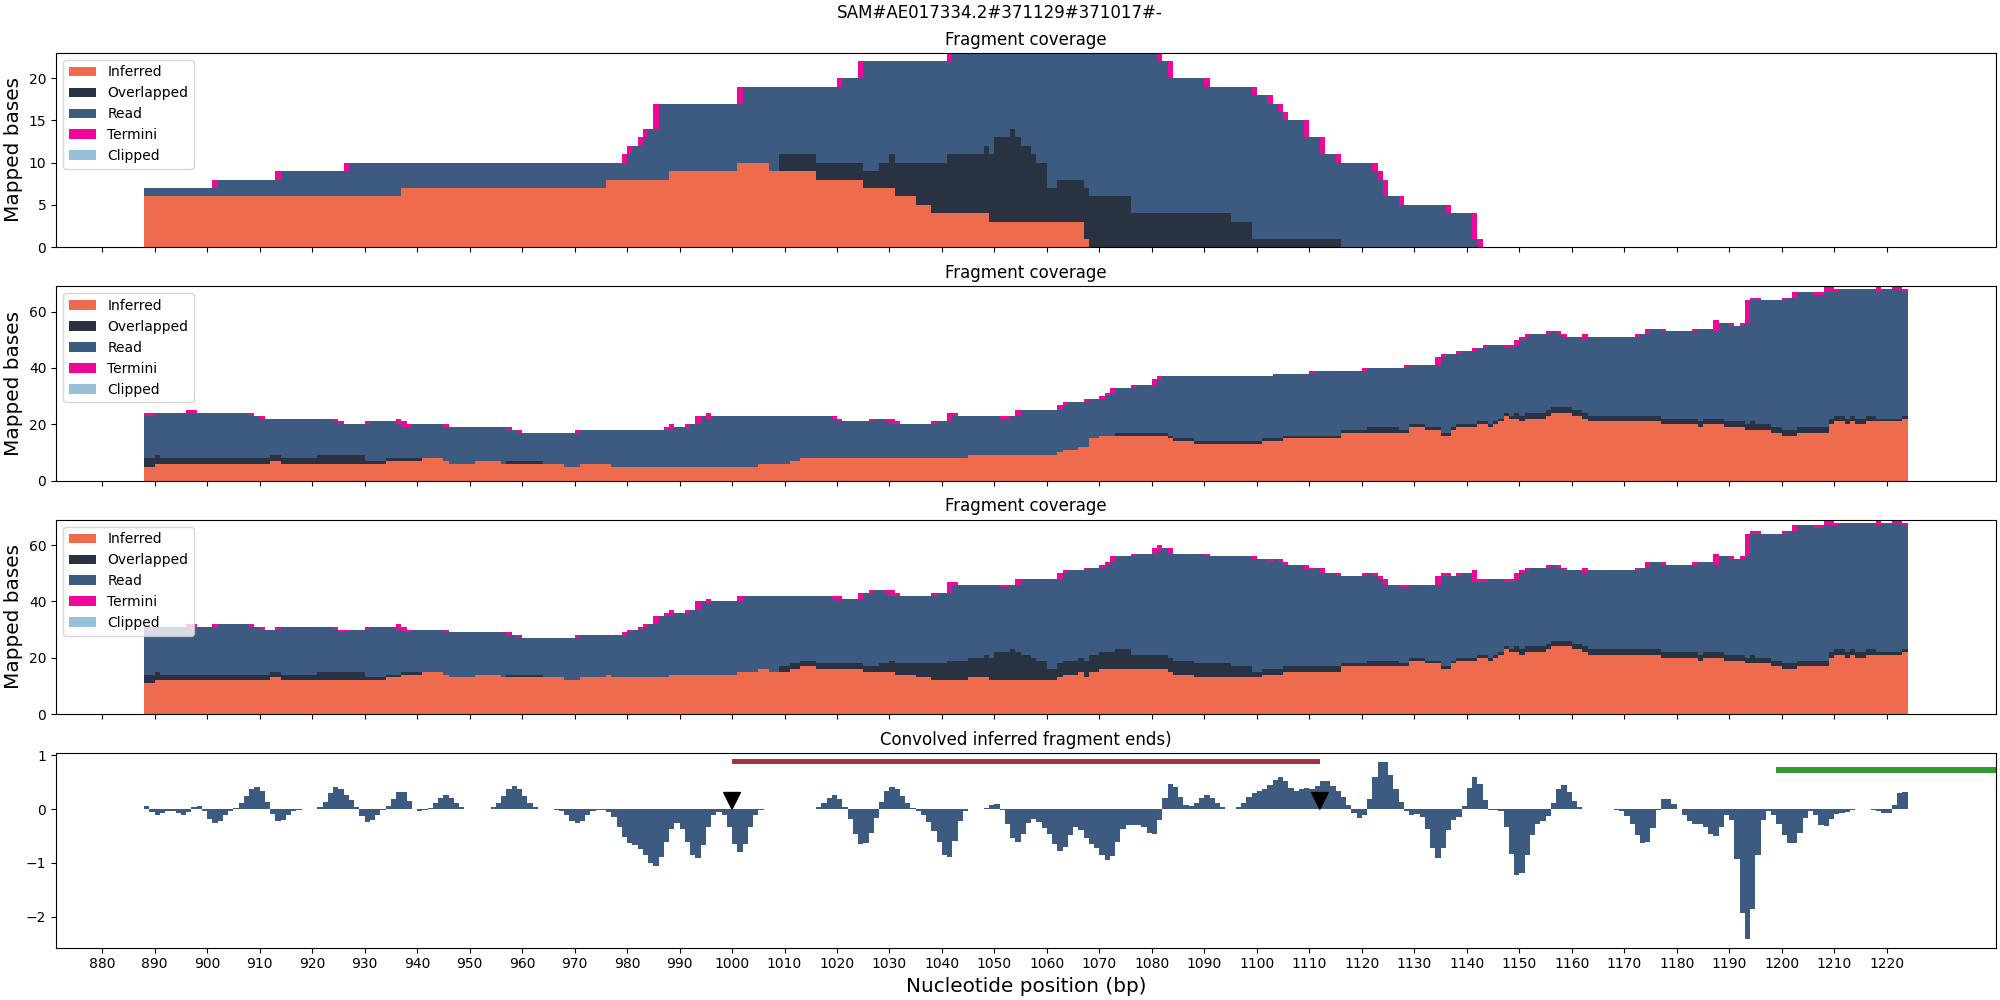 SAM#AE017334.2#371129#371017#-
Fragment coverage
Mapped bases
20
15
10
5
0
Inferred
Overlapped
Read
Termini
Clipped
Fragment coverage
Mapped bases
60
40
20
0
Inferred
Overlapped
Read
Termini
Clipped
Fragment coverage
Mapped bases
60
40
20
0
Inferred
Overlapped
Read
Termini
Clipped
Convolved inferred fragment ends)
1
0
−1
−2
880 890 900 910 920 930 940 950 960 970 980 990 1000 1010 1020 1030 1040 1050 1060 1070 1080 1090 1100 1110 1120 1130 1140 1150 1160 1170 1180 1190 1200 1210 1220
Nucleotide position (bp)